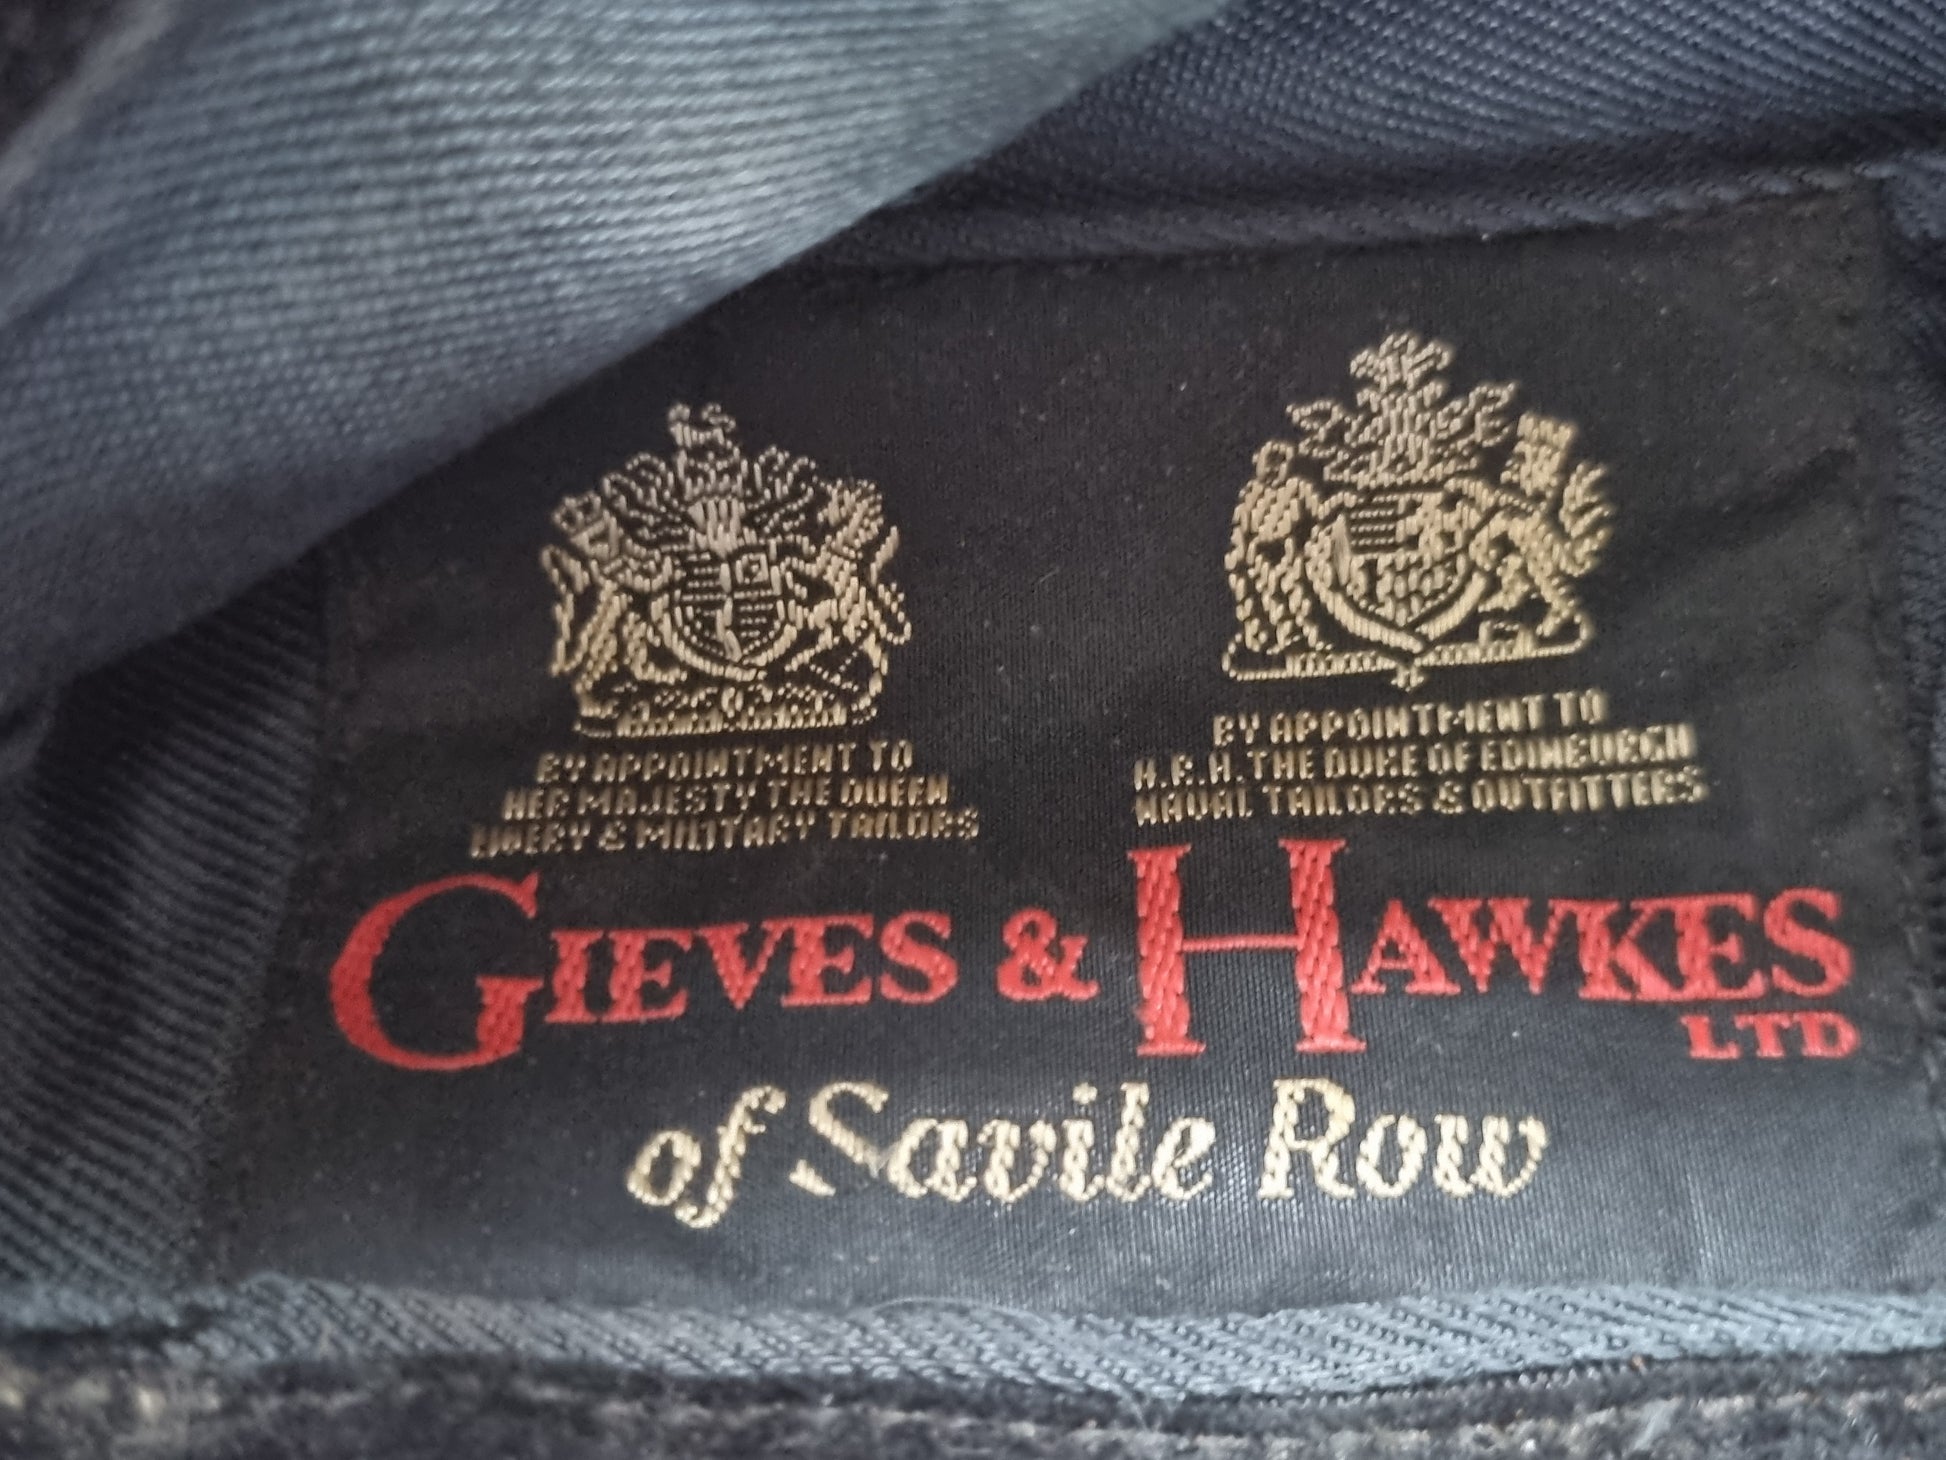 BY APPOINTMENT TO
HER MAJESTY THE QUEEN
LIVERY & MILITARY TAILORS
BY APPOINTMENT TO
H.R.H. THE DUKE OF EDINBURGH
NAVAL TAILORS & OUTFITTERS
GIEVES & HAWKES
LTD
of Savile Row